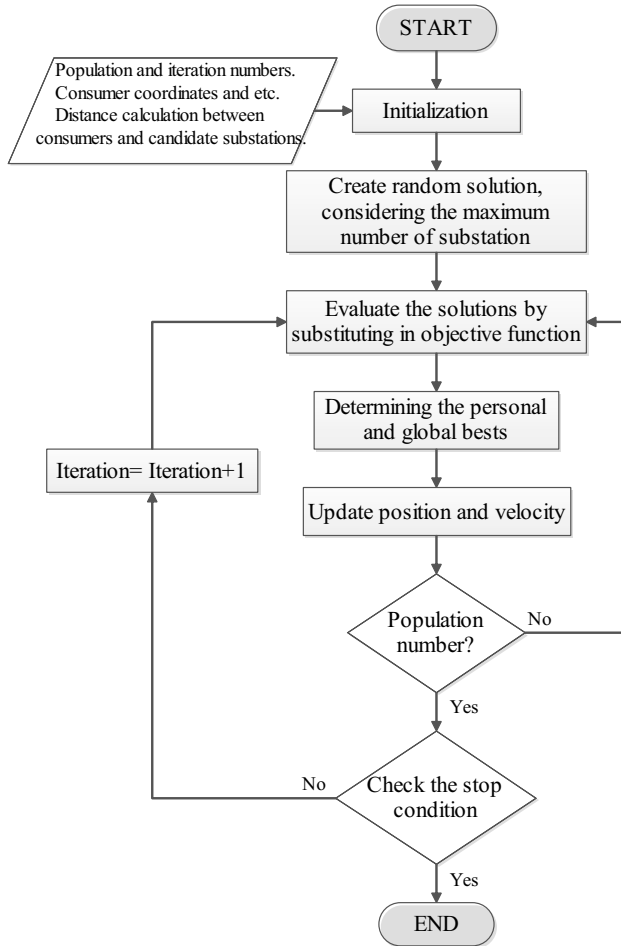 START
Population and iteration numbers.
Consumer coordinates and etc.
Distance calculation between
consumers and candidate substations.
Initialization
Create random solution,
considering the maximum
number of substation
Evaluate the solutions by
substituting in objective function
Determining the personal
and global bests
Iteration= Iteration+1
Update position and velocity
Population
number?
No
Yes
No
Check the stop
condition
Yes
END